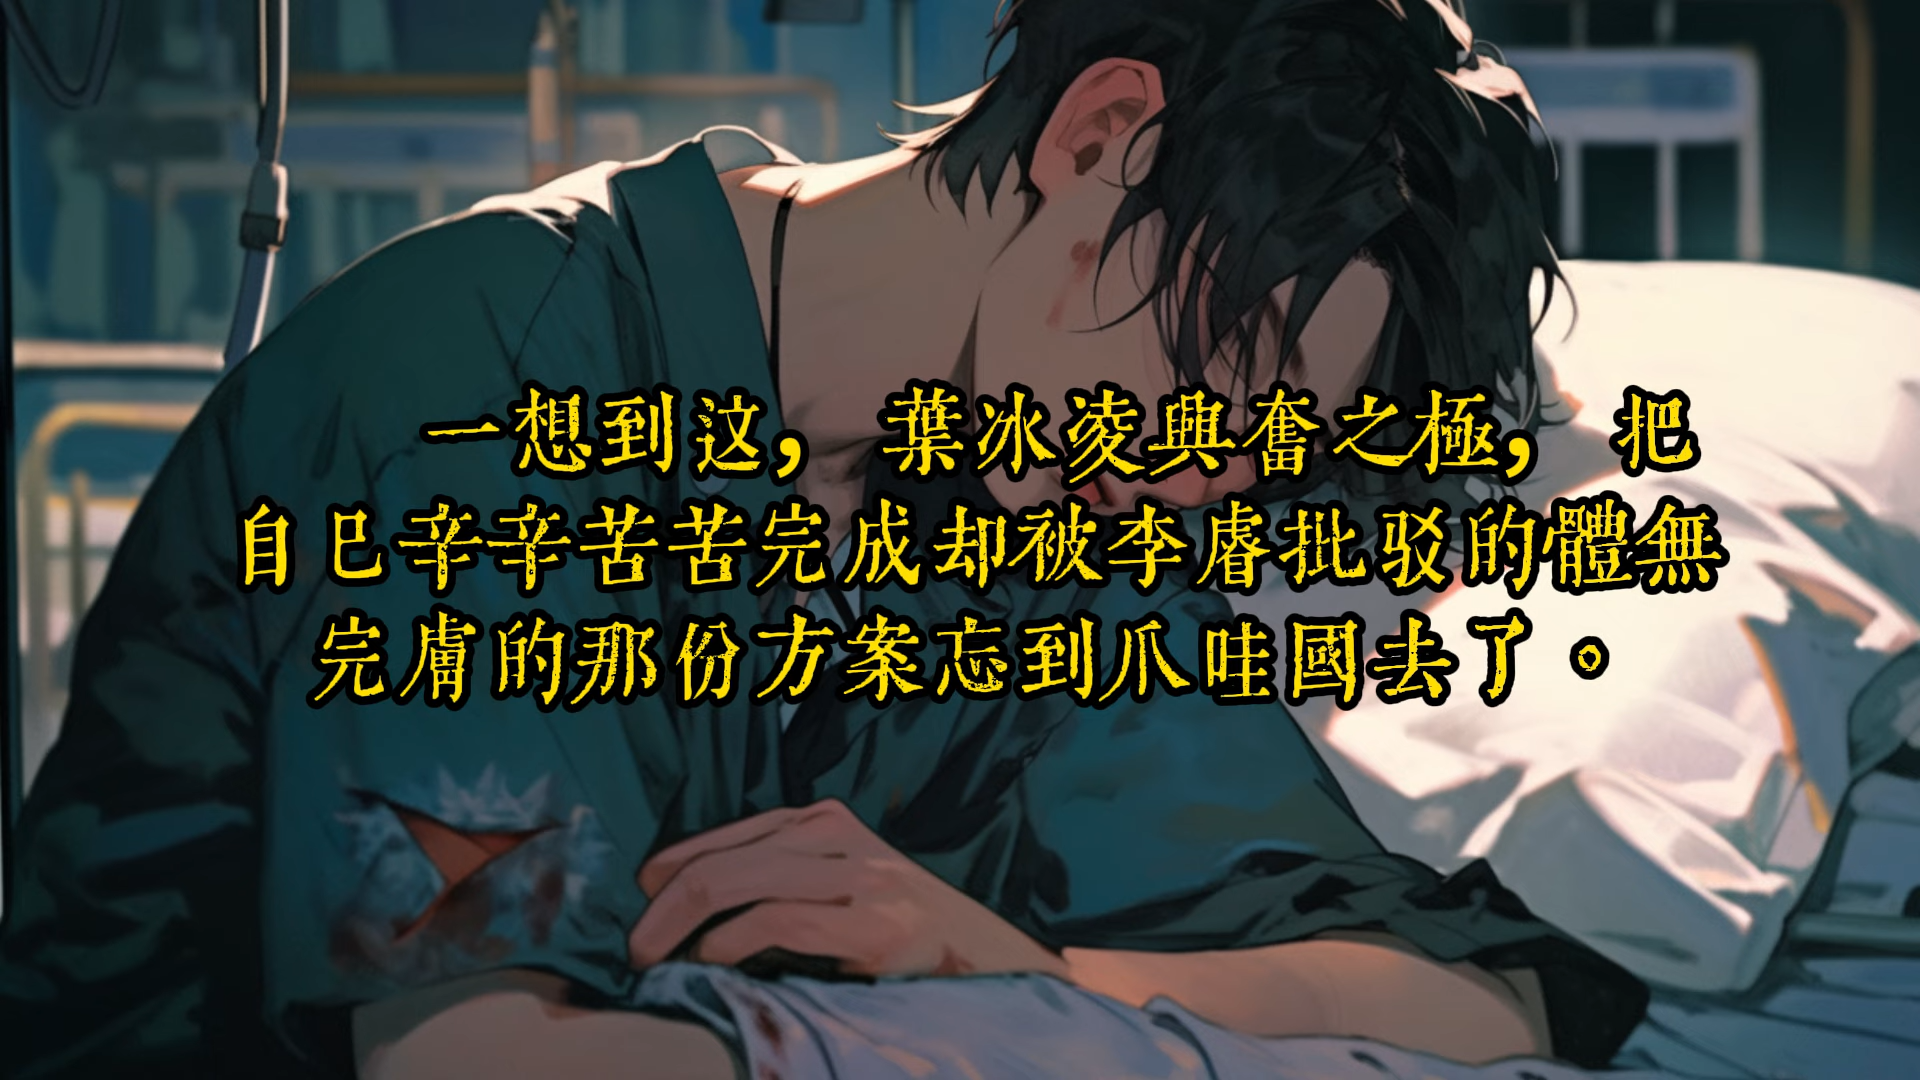 一想到这，葉冰凌興奮之極，把
自己辛辛苦苦完成却被李睿批驳的體無
完膚的那份方案忘到爪哇國去了。